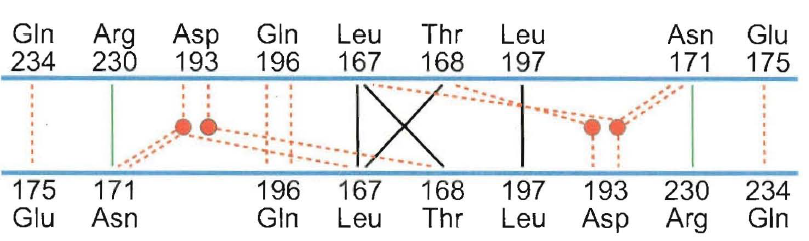 Gln Arg Asp Gln Leu Thr Leu Asn Glu
234 230 193 196 167 168 197 171 175
175 171 196 167 168 197 193 230 234
Glu Asn Gln Leu Thr Leu Asp Arg Gln